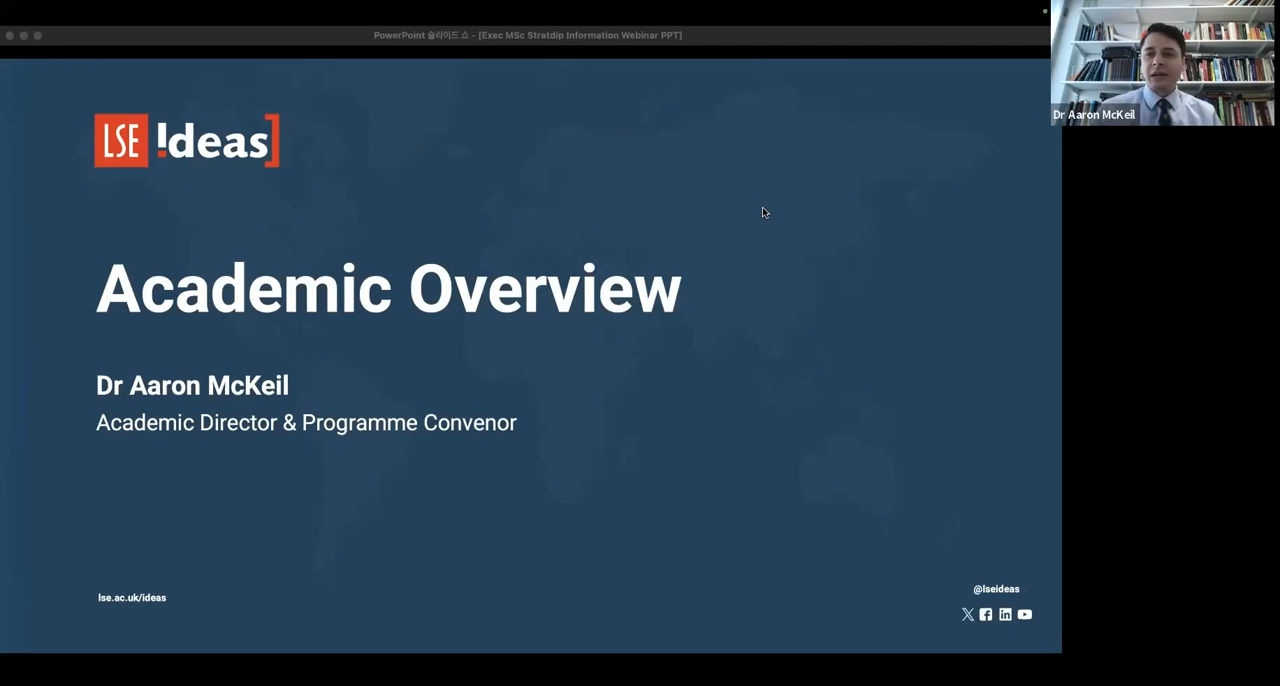 PowerPoint 슬라이드 쇼 - [Exec MSc Stratdip Information Webinar PPT]
Dr Aaron McKeil
LSE !deas]
Academic Overview
Dr Aaron McKeil
Academic Director & Programme Convenor
lse.ac.uk/ideas
@lseideas